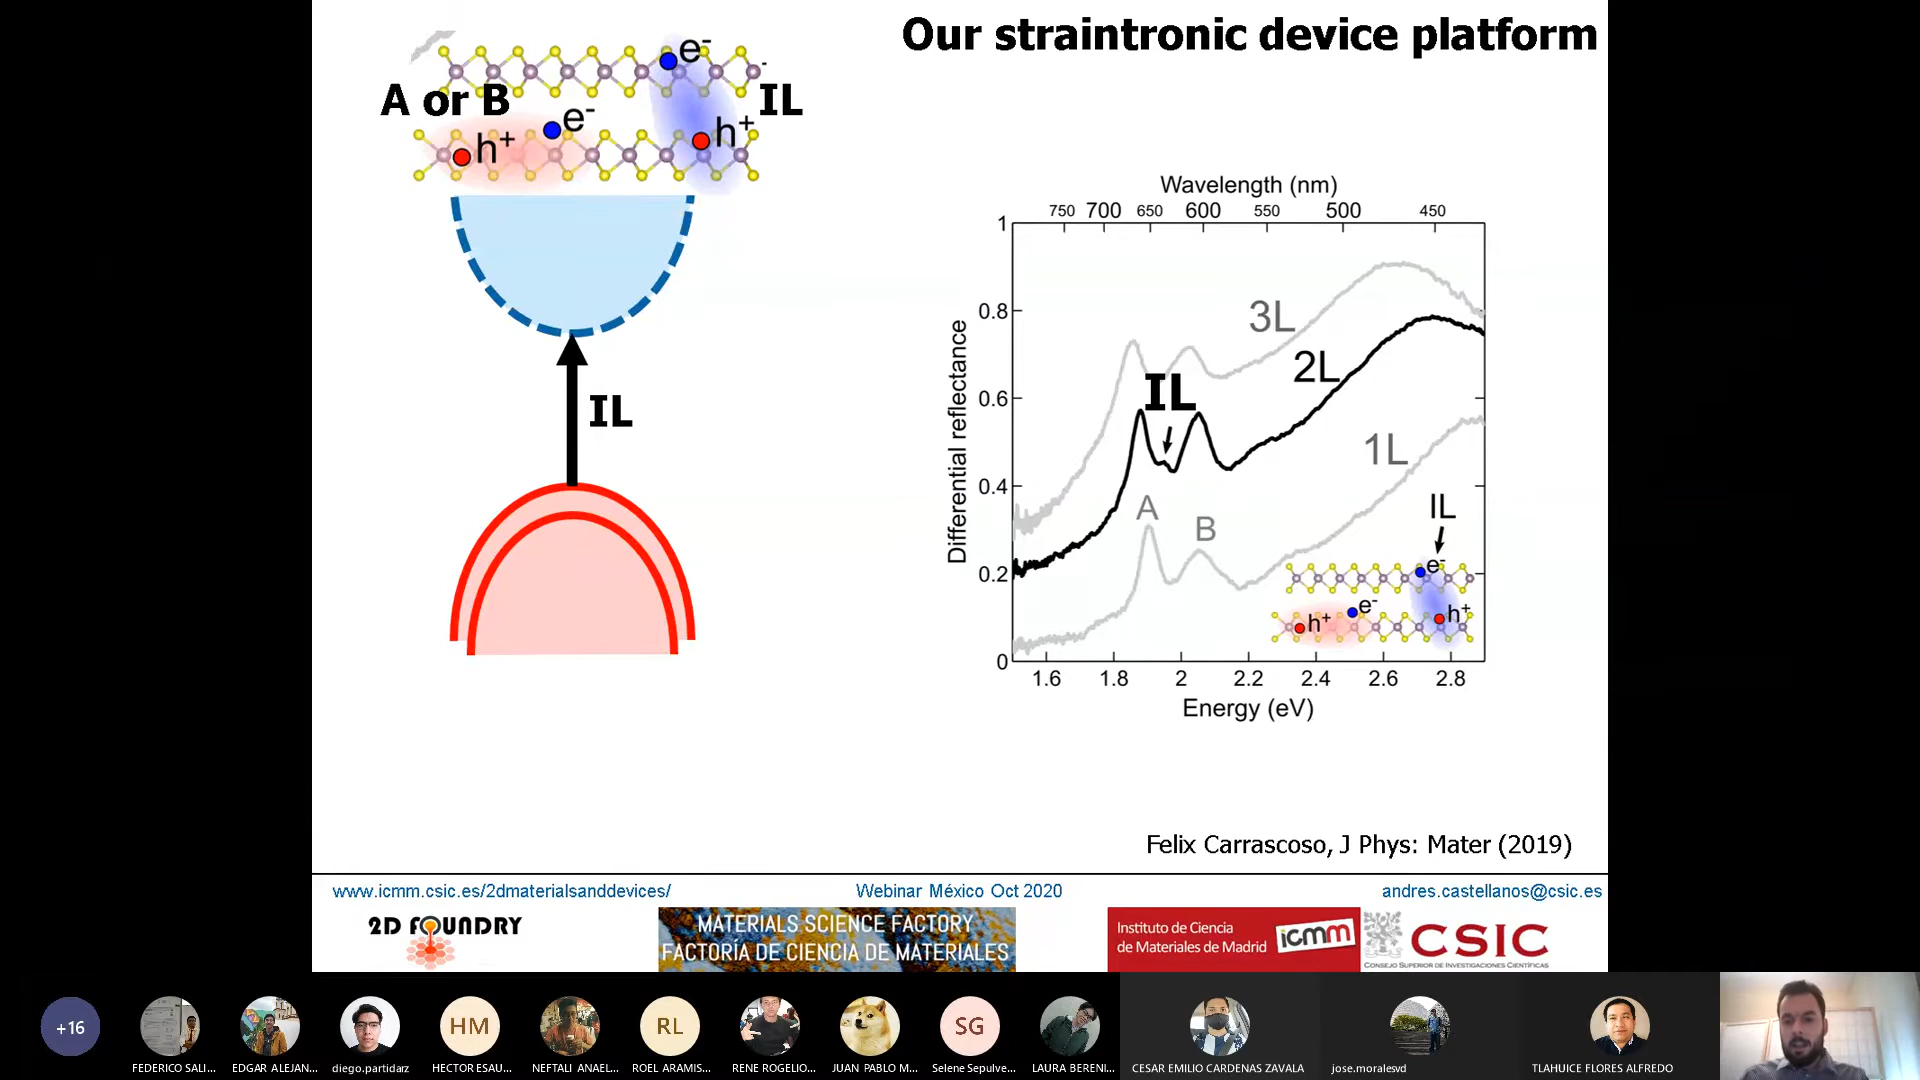 Our straintronic device platform
e-
A or B
IL
e-
h+
h+
IL
Wavelength (nm)
750 700 650 600 550 500 450
1
0.8
0.6
0.4
0.2
0
Differential reflectance
3L
2L
IL
1L
A
B
IL
e-
e-
h+
h+
1.6 1.8 2 2.2 2.4 2.6 2.8
Energy (eV)
Felix Carrascoso, J Phys: Mater (2019)
www.icmm.csic.es/2dmaterialsanddevices/
Webinar México Oct 2020
andres.castellanos@csic.es
2D FOUNDRY
MATERIALS SCIENCE FACTORY
FACTORÍA DE CIENCIA DE MATERIALES
Instituto de Ciencia
de Materiales de Madrid
icmm
CSIC
CONSEJO SUPERIOR DE INVESTIGACIONES CIENTÍFICAS
+16
HM
RL
SG
FEDERICO SALI...
EDGAR ALEJAN...
diego.partidarz
HECTOR ESAU...
NEFTALI ANAEL...
ROEL ARAMIS...
RENE ROGELIO...
JUAN PABLO M...
Selene Sepulve...
LAURA BERENI...
CESAR EMILIO CARDENAS ZAVALA
jose.moralesvd
TLAHUICE FLORES ALFREDO